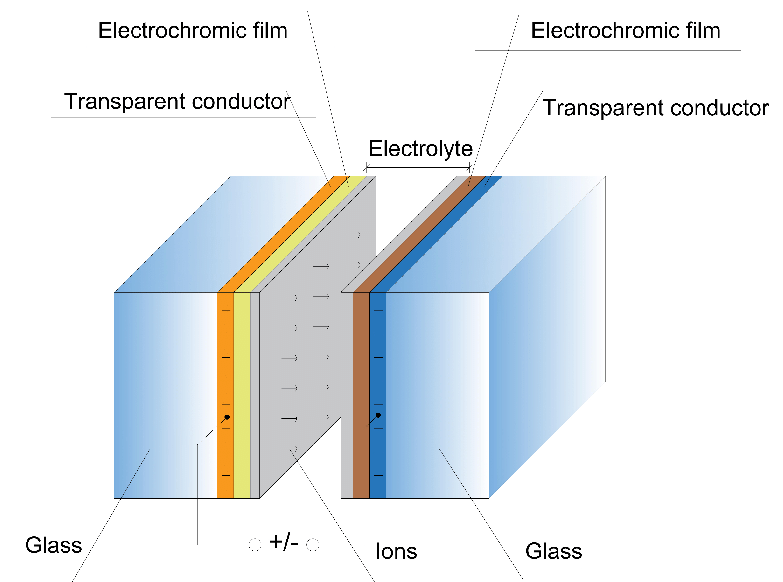 Electrochromic film
Electrochromic film
Transparent conductor
Transparent conductor
Electrolyte
Glass
+/-
Ions
Glass